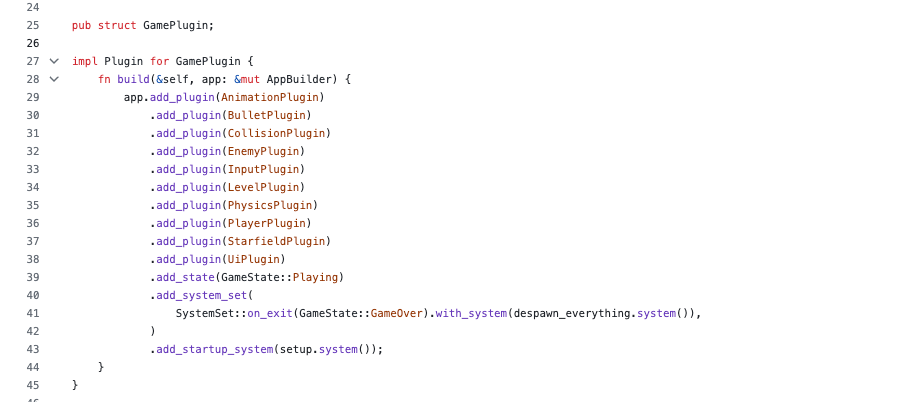 24
25 pub struct GamePlugin;
26
27 impl Plugin for GamePlugin {
28 fn build(&self, app: &mut AppBuilder) {
29 app.add_plugin(AnimationPlugin)
30 .add_plugin(BulletPlugin)
31 .add_plugin(CollisionPlugin)
32 .add_plugin(EnemyPlugin)
33 .add_plugin(InputPlugin)
34 .add_plugin(LevelPlugin)
35 .add_plugin(PhysicsPlugin)
36 .add_plugin(PlayerPlugin)
37 .add_plugin(StarfieldPlugin)
38 .add_plugin(UiPlugin)
39 .add_state(GameState::Playing)
40 .add_system_set(
41 SystemSet::on_exit(GameState::GameOver).with_system(despawn_everything.system()),
42 )
43 .add_startup_system(setup.system());
44 }
45 }